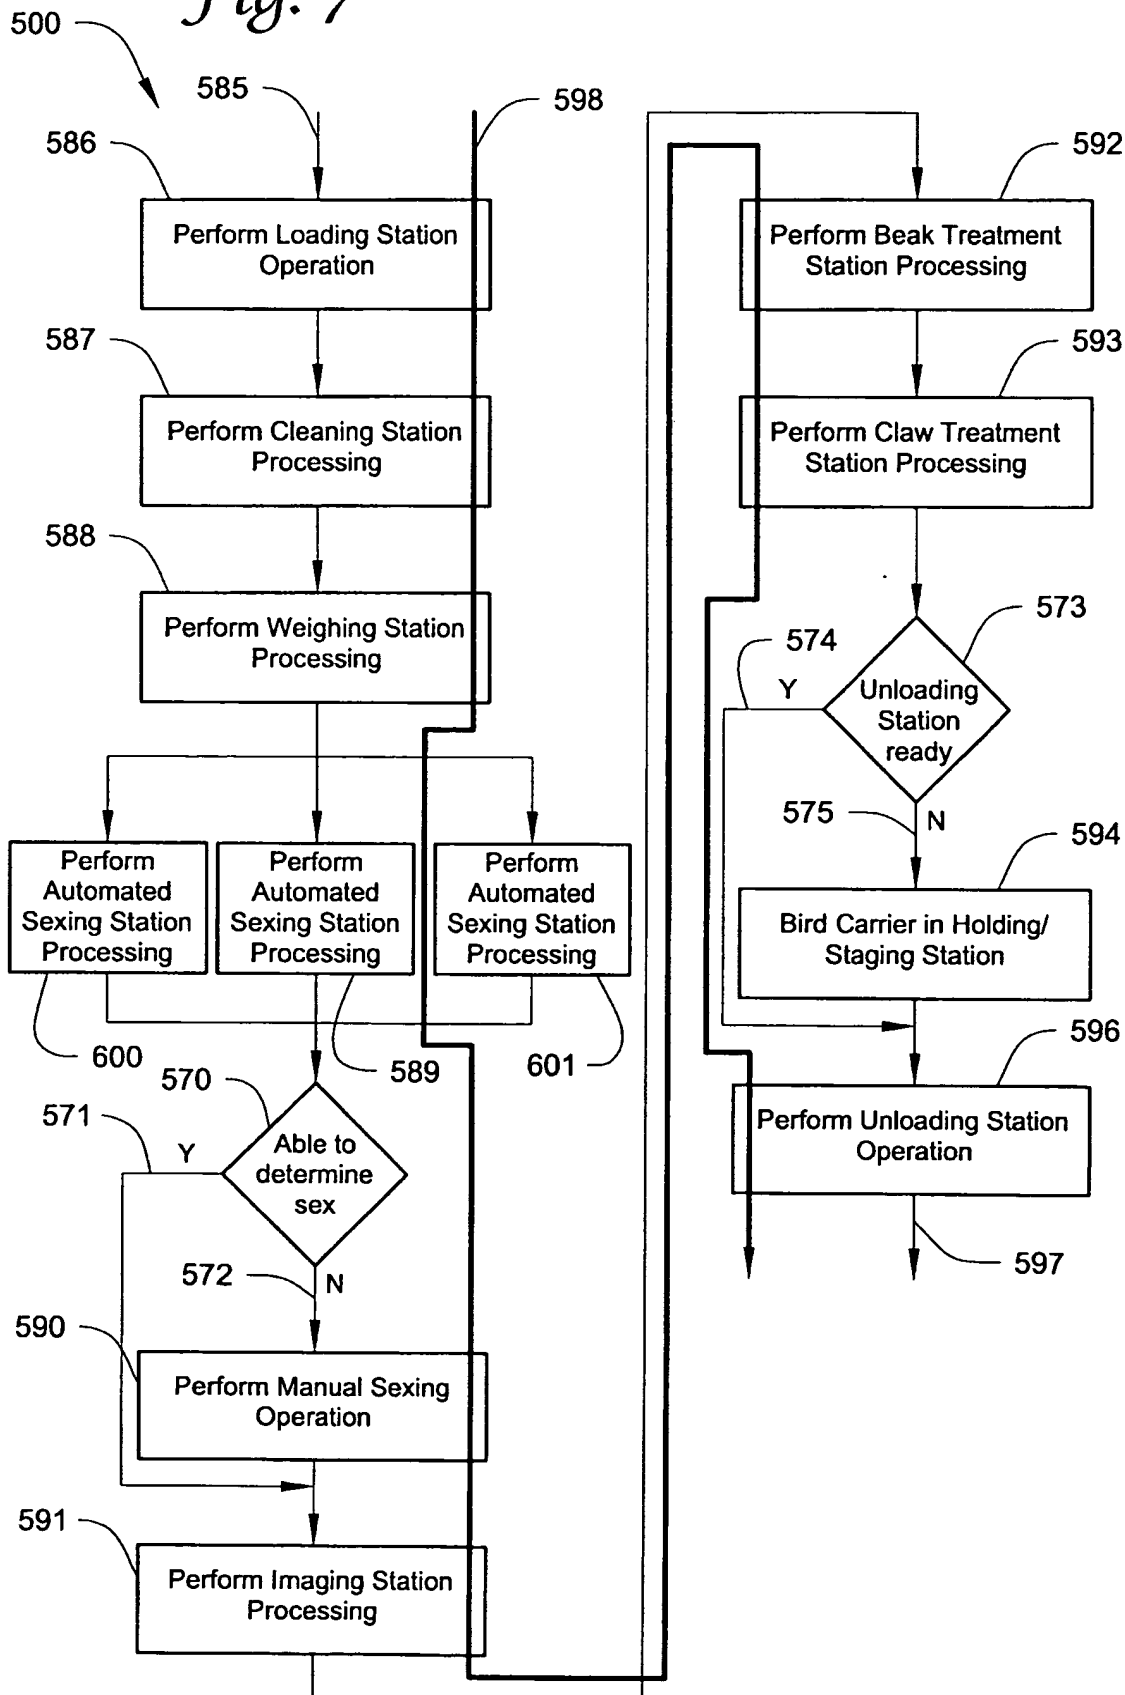 Fig. 7
500
585
598
586
Perform Loading Station
Operation
587
Perform Cleaning Station
Processing
588
Perform Weighing Station
Processing
Perform
Automated
Sexing Station
Processing
Perform
Automated
Sexing Station
Processing
Perform
Automated
Sexing Station
Processing
600
589
601
570
571
Y
Able to
determine
sex
572
N
590
Perform Manual Sexing
Operation
591
Perform Imaging Station
Processing
592
Perform Beak Treatment
Station Processing
593
Perform Claw Treatment
Station Processing
573
574
Y
Unloading
Station
ready
575
N
594
Bird Carrier in Holding/
Staging Station
596
Perform Unloading Station
Operation
597